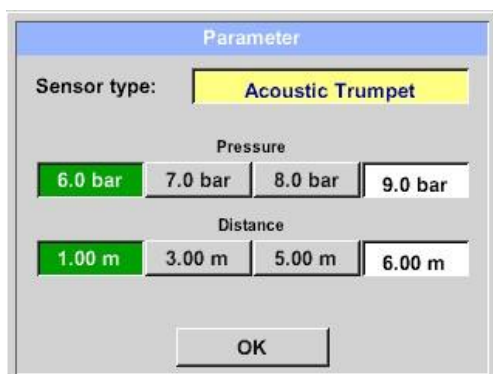 Parameter
Sensor type: Acoustic Trumpet
Pressure
6.0 bar 7.0 bar 8.0 bar 9.0 bar
Distance
1.00 m 3.00 m 5.00 m 6.00 m
OK